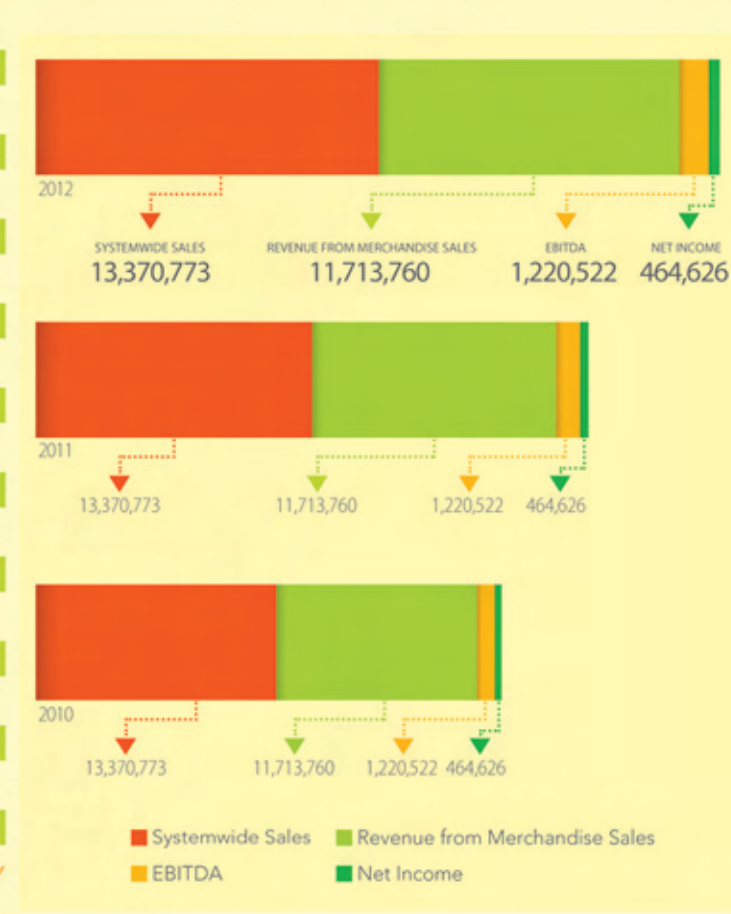 2012
SYSTEMWIDE SALES REVENUE FROM MERCHANDISE SALES EBITDA NET INCOME
13,370,773 11,713,760 1,220,522 464,626
2011
13,370,773 11,713,760 1,220,522 464,626
2010
13,370,773 11,713,760 1,220,522 464,626
Systemwide Sales Revenue from Merchandise Sales
EBITDA Net Income